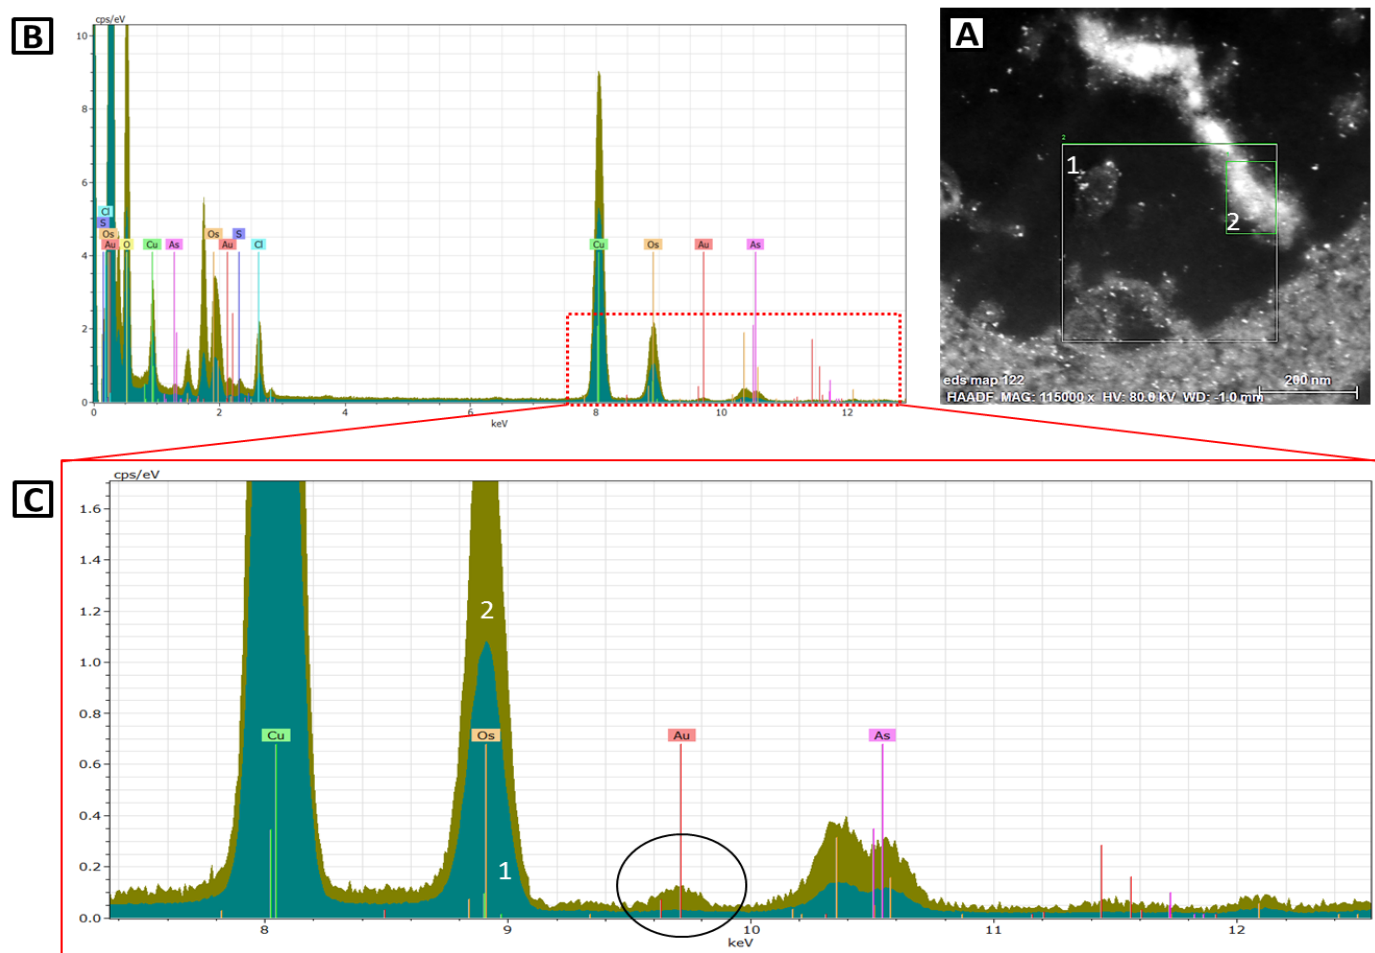 B
cps/eV
10
8
6
4
2
0
Cl
S
Os
Au
O
Cu
As
Os
Au
S
Cl
Cu
Os
Au
As
0
2
4
6
8
10
12
keV
A
2
1
2
eds map 122
HAADF MAG: 115000 x HV: 80.0 kV WD: -1.0 mm
200 nm
C
cps/eV
1.6
1.4
1.2
1.0
0.8
0.6
0.4
0.2
0.0
2
1
Cu
Os
Au
As
8
9
10
11
12
keV